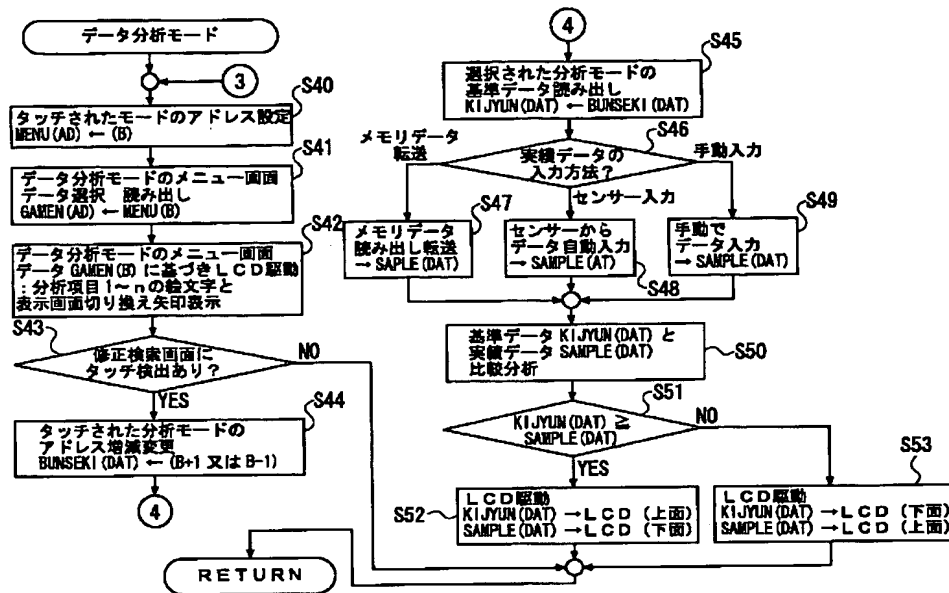 データ分析モード
3
S40
タッチされたモードのアドレス設定
MENU(AD) ← (B)
S41
データ分析モードのメニュー画面
データ選択 読み出し
GAMEN(AD) ← MENU(B)
S42
データ分析モードのメニュー画面
データ GAMEN(B) に基づきLCD駆動
:分析項目1〜nの絵文字と
表示画面切り換え矢印表示
S43
修正検索画面に
タッチ検出あり?
NO
YES
S44
タッチされた分析モードの
アドレス増減変更
BUNSEKI(DAT) ← (B+1 又は B-1)
4
RETURN
4
S45
選択された分析モードの
基準データ読み出し
KIJYUN(DAT) ← BUNSEKI(DAT)
S46
実績データの
入力方法?
メモリデータ
転送
センサー入力
手動入力
S47
メモリデータ
読み出し転送
→ SAPLE(DAT)
センサーから
データ自動入力
→ SAMPLE(AT)
S48
S49
手動で
データ入力
→ SAMPLE(DAT)
基準データ KIJYUN(DAT) と
実績データ SAMPLE(DAT)
比較分析
S50
S51
KIJYUN(DAT) ≧
SAMPLE(DAT)
NO
YES
S52
LCD駆動
KIJYUN(DAT) →LCD (上面)
SAMPLE(DAT) →LCD (下面)
S53
LCD駆動
KIJYUN(DAT) →LCD (下面)
SAMPLE(DAT) →LCD (上面)